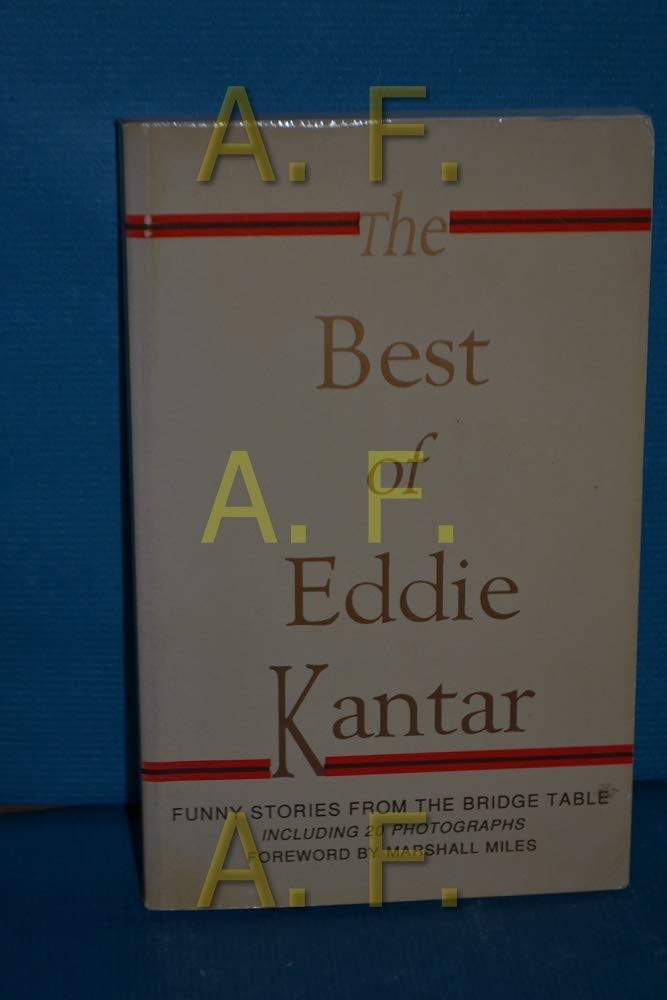 A. F.
The
Best
of
A. F.
Eddie
Kantar
FUNNY STORIES FROM THE BRIDGE TABLE
INCLUDING 20 PHOTOGRAPHS
FOREWORD BY MARSHALL MILES
A. F.